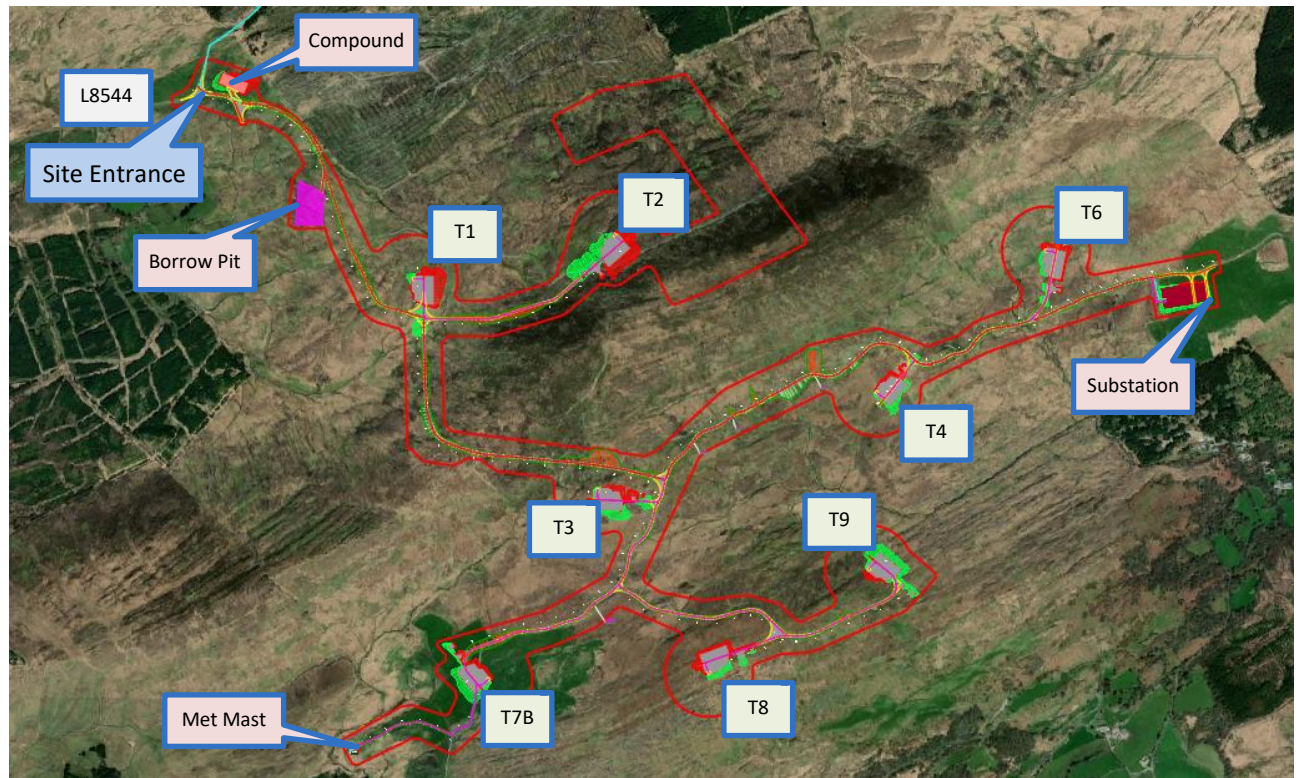 Compound
L8544
Site Entrance
T2
T6
T1
Borrow Pit
Substation
T4
T9
T3
T8
T7B
Met Mast